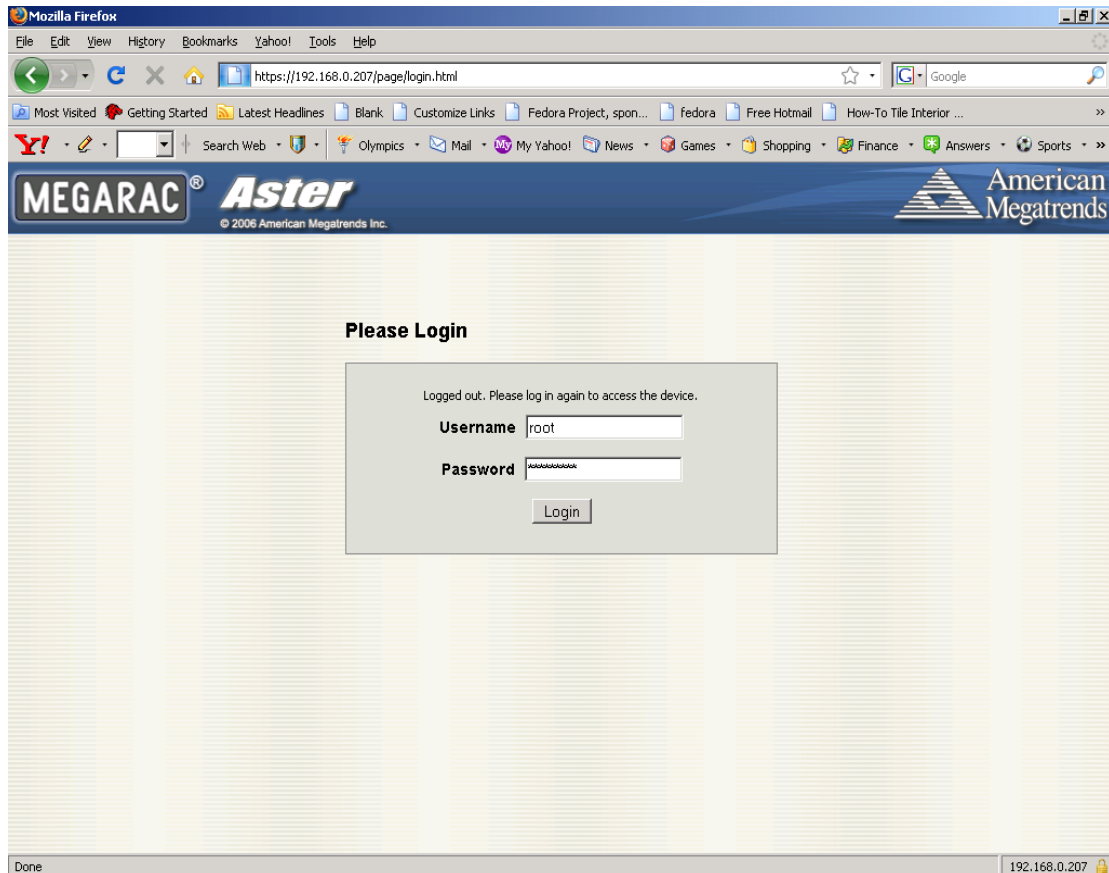 Mozilla Firefox
File Edit View History Bookmarks Yahoo! Tools Help
https://192.168.0.207/page/login.html
G Google
Most Visited Getting Started Latest Headlines Blank Customize Links Fedora Project, spon... fedora Free Hotmail How-To Tile Interior ... »
Y! Search Web Olympics Mail My My Yahoo! News Games Shopping Finance Answers Sports »
MEGARAC® Aster American
© 2006 American Megatrends Inc. Megatrends
Please Login
Logged out. Please log in again to access the device.
Username root
Password **********
Login
Done 192.168.0.207